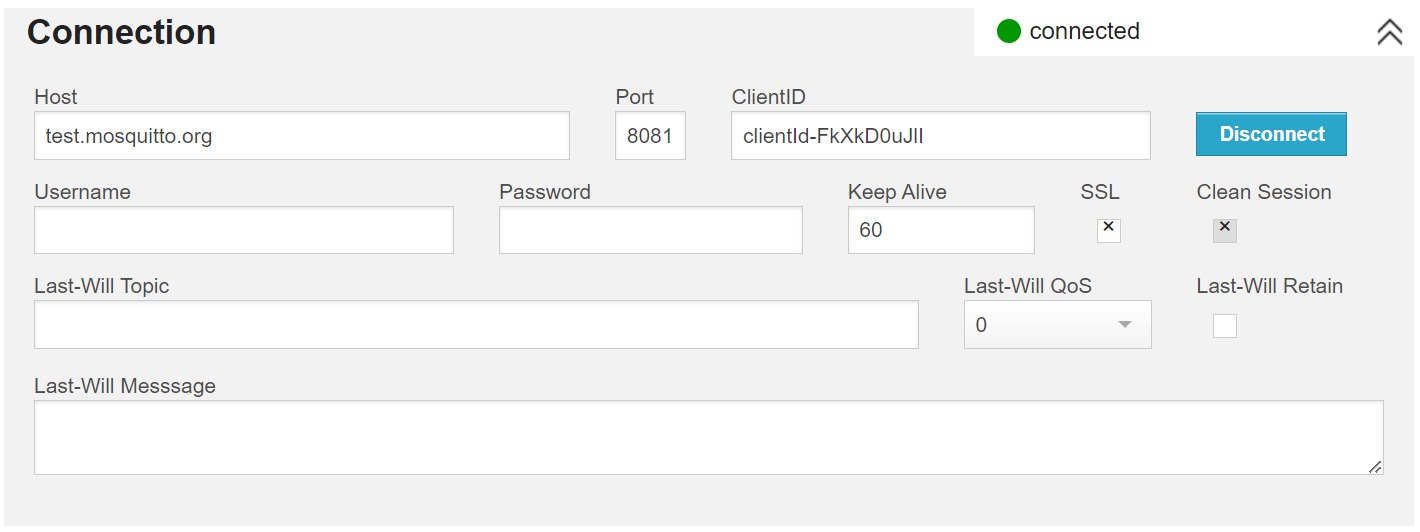 Connection
connected
Host
Port
ClientID
test.mosquitto.org
8081
clientId-FkXkD0uJII
Disconnect
Username
Password
Keep Alive
SSL
Clean Session
60
Last-Will Topic
Last-Will QoS
Last-Will Retain
0
Last-Will Messsage